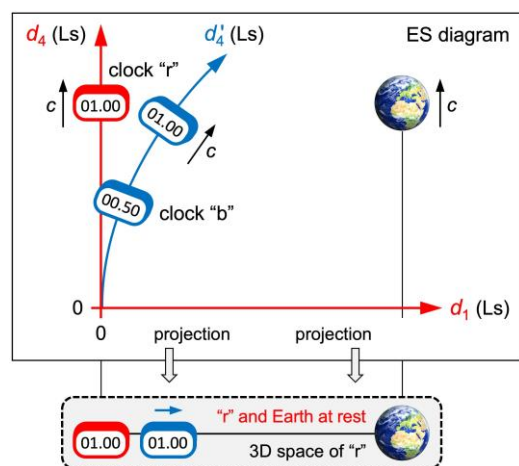 d₄ (Ls)
d₄' (Ls)
ES diagram
clock “r”
c
01.00
01.00
c
c
00.50
clock “b”
0
d₁ (Ls)
0
projection
projection
“r” and Earth at rest
01.00
01.00
3D space of “r”